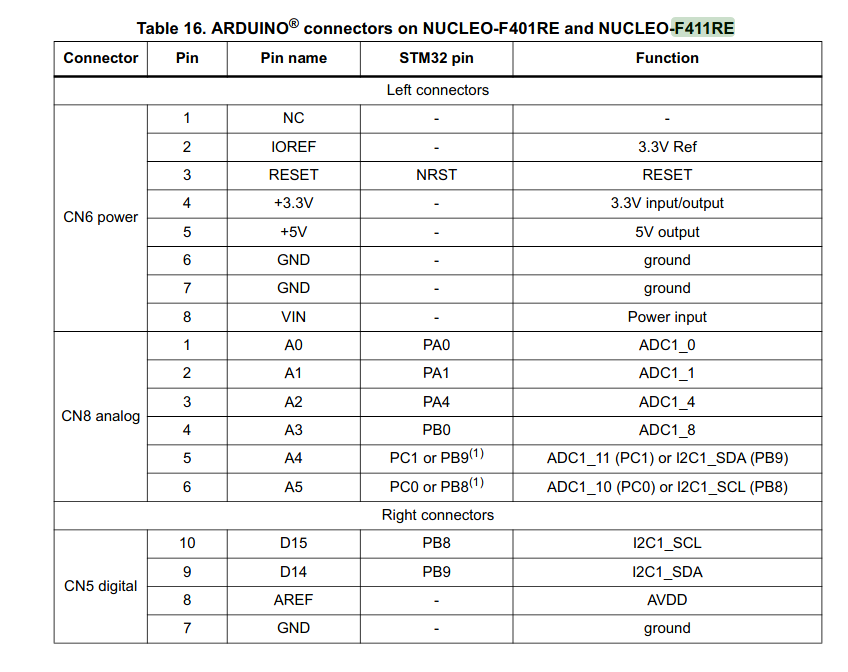 Table 16. ARDUINO® connectors on NUCLEO-F401RE and NUCLEO-F411RE
Connector Pin Pin name STM32 pin Function
Left connectors
CN6 power
1 NC - -
2 IOREF - 3.3V Ref
3 RESET NRST RESET
4 +3.3V - 3.3V input/output
5 +5V - 5V output
6 GND - ground
7 GND - ground
8 VIN - Power input
CN8 analog
1 A0 PA0 ADC1_0
2 A1 PA1 ADC1_1
3 A2 PA4 ADC1_4
4 A3 PB0 ADC1_8
5 A4 PC1 or PB9(1) ADC1_11 (PC1) or I2C1_SDA (PB9)
6 A5 PC0 or PB8(1) ADC1_10 (PC0) or I2C1_SCL (PB8)
Right connectors
CN5 digital
10 D15 PB8 I2C1_SCL
9 D14 PB9 I2C1_SDA
8 AREF - AVDD
7 GND - ground